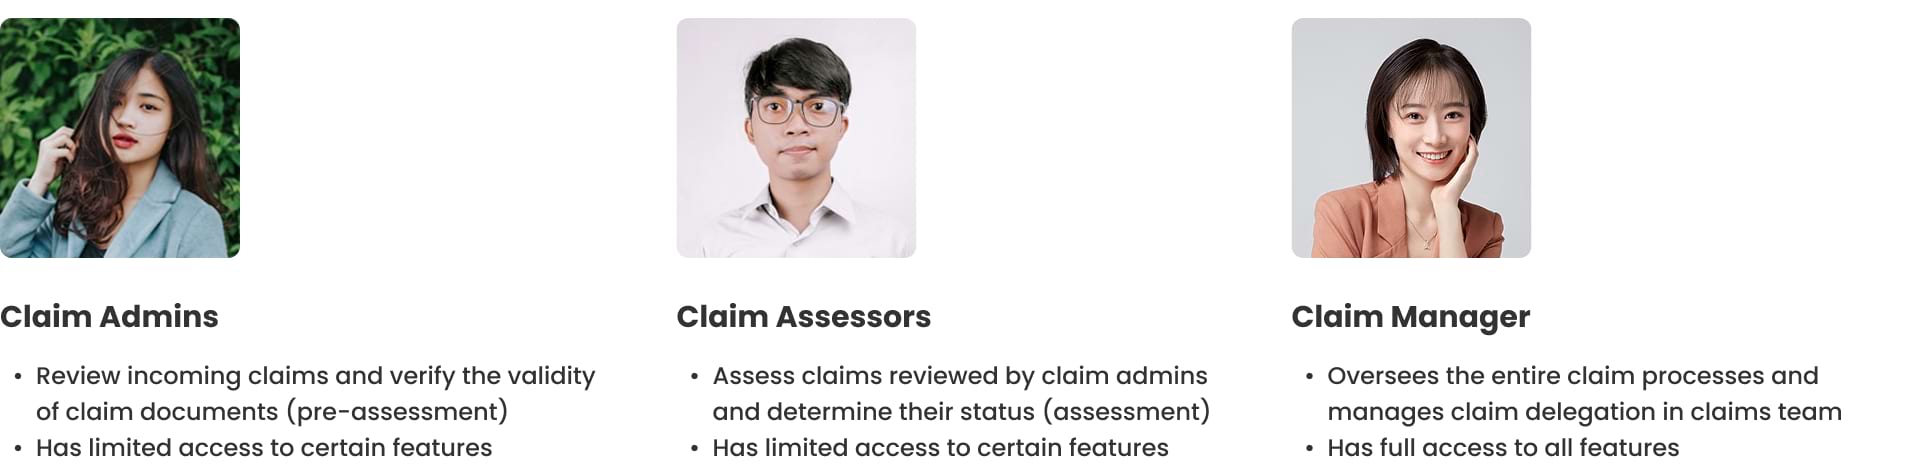 Claim Admins
• Review incoming claims and verify the validity
of claim documents (pre-assessment)
• Has limited access to certain features
Claim Assessors
• Assess claims reviewed by claim admins
and determine their status (assessment)
• Has limited access to certain features
Claim Manager
• Oversees the entire claim processes and
manages claim delegation in claims team
• Has full access to all features